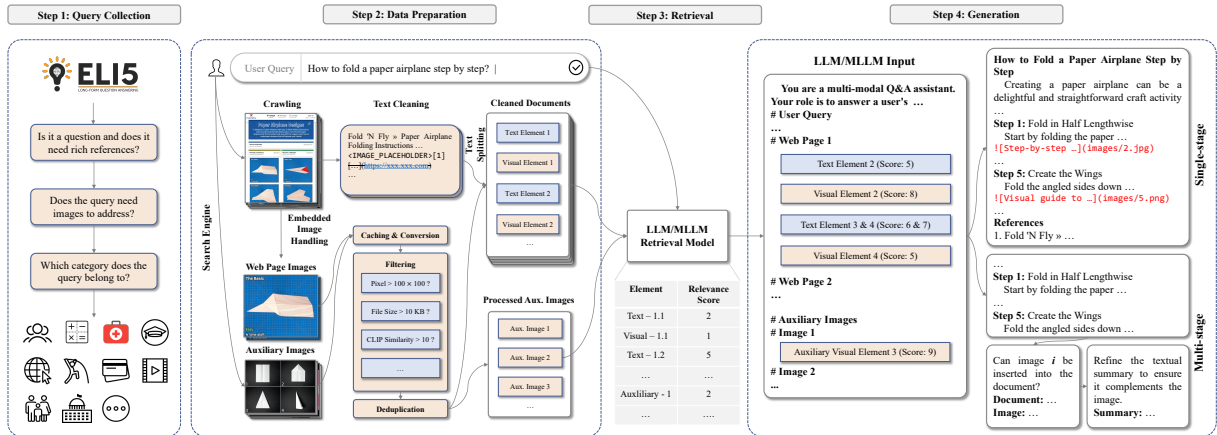 Step 1: Query Collection
Step 2: Data Preparation
Step 3: Retrieval
Step 4: Generation
ELI5
LONG-FORM QUESTION ANSWERING
Is it a question and does it
need rich references?
Does the query need
images to address?
Which category does the
query belong to?
User Query
How to fold a paper airplane step by step? |
Search Engine
Crawling
Paper Airplane Designs
Embedded
Image
Handling
Web Page Images
The Basic
Auxiliary Images
Text Cleaning
Fold 'N Fly » Paper Airplane
Folding Instructions …
<IMAGE_PLACEHOLDER>[1]
[…](https://xxx.xxx.com)
…
Text
Splitting
Caching & Conversion
Filtering
Pixel > 100 × 100 ?
File Size > 10 KB ?
CLIP Similarity > 10 ?
…
Deduplication
Cleaned Documents
Text Element 1
Visual Element 1
Text Element 2
Visual Element 2
…
Processed Aux. Images
Aux. Image 1
Aux. Image 2
Aux. Image 3
…
LLM/MLLM
Retrieval Model
Element Relevance
Score
Text – 1.1 2
Visual – 1.1 1
Text – 1.2 5
…. …
Auxliliary - 1 2
…. ….
LLM/MLLM Input
You are a multi-modal Q&A assistant.
Your role is to answer a user's …
# User Query
…
# Web Page 1
Text Element 2 (Score: 5)
Visual Element 2 (Score: 8)
Text Element 3 & 4 (Score: 6 & 7)
Visual Element 4 (Score: 5)
# Web Page 2
…
# Auxiliary Images
# Image 1
Auxiliary Visual Element 3 (Score: 9)
# Image 2
...
How to Fold a Paper Airplane Step by
Step
Creating a paper airplane can be a
delightful and straightforward craft activity
…
Step 1: Fold in Half Lengthwise
Start by folding the paper …
![Step-by-step …](images/2.jpg)
…
Step 5: Create the Wings
Fold the angled sides down …
![Visual guide to …](images/5.png)
…
References
1. Fold 'N Fly » …
Single-stage
…
Step 1: Fold in Half Lengthwise
Start by folding the paper …
…
Step 5: Create the Wings
Fold the angled sides down …
Can image i be
inserted into the
document?
Document: …
Image: …
Refine the textual
summary to ensure
it complements the
image.
Summary: …
Multi-stage